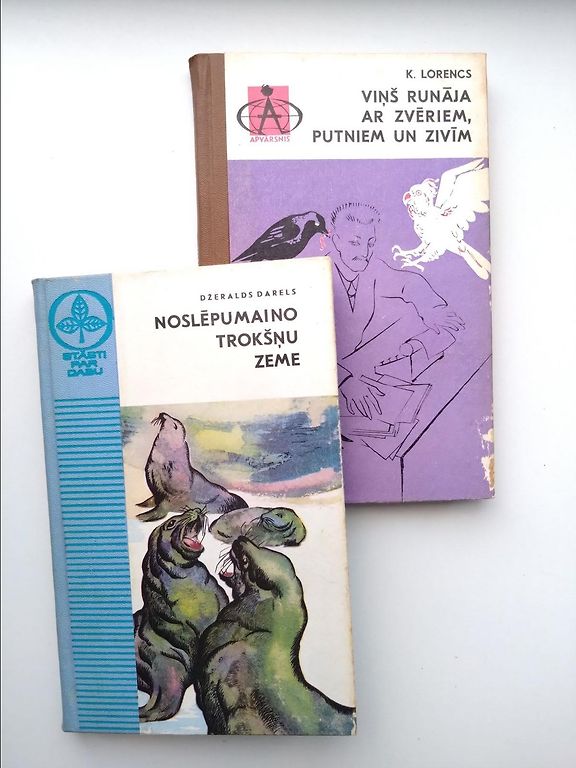 K. LORENCS
VIŅŠ RUNĀJA
AR ZVĒRIEM,
PUTNIEM UN ZIVĪM
APVĀRSNIS
DŽERALDS DARELS
NOSLĒPUMAINO
TROKŠŅU
ZEME
STĀSTI
PAR
DABU